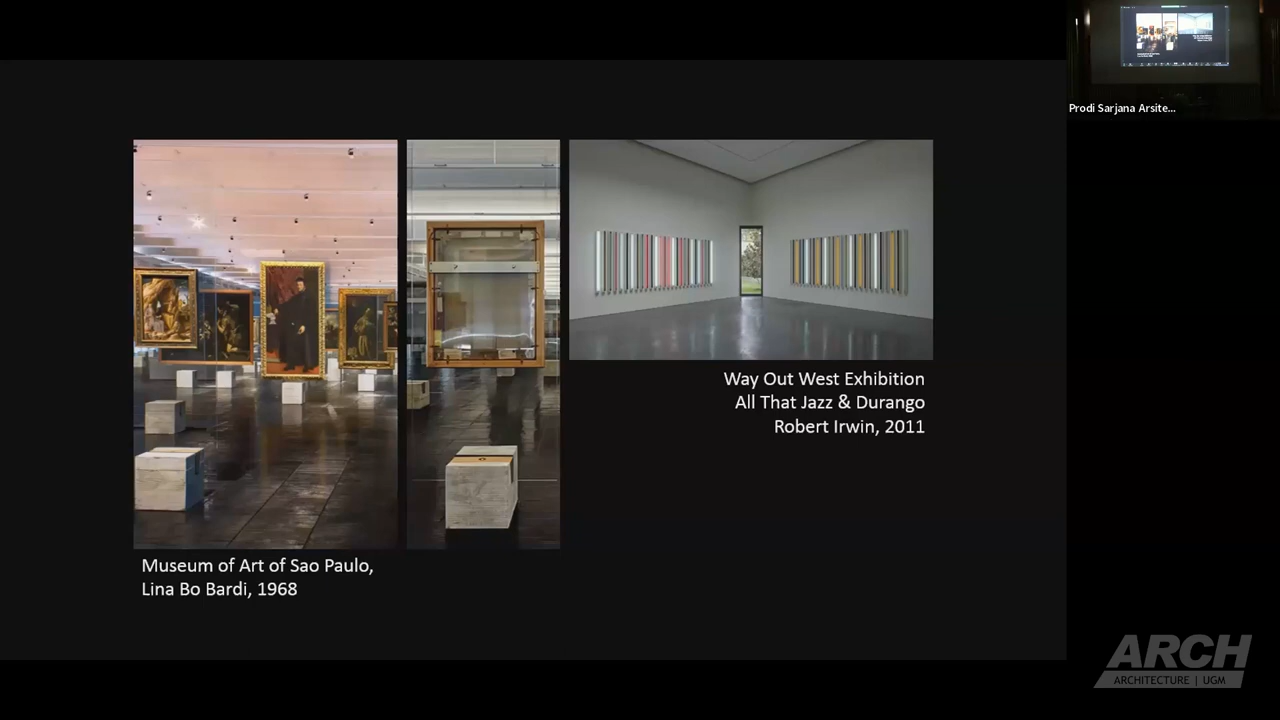 Prodi Sarjana Arsite...
Way Out West Exhibition
All That Jazz & Durango
Robert Irwin, 2011
Museum of Art of Sao Paulo,
Lina Bo Bardi, 1968
ARCH
ARCHITECTURE | UGM